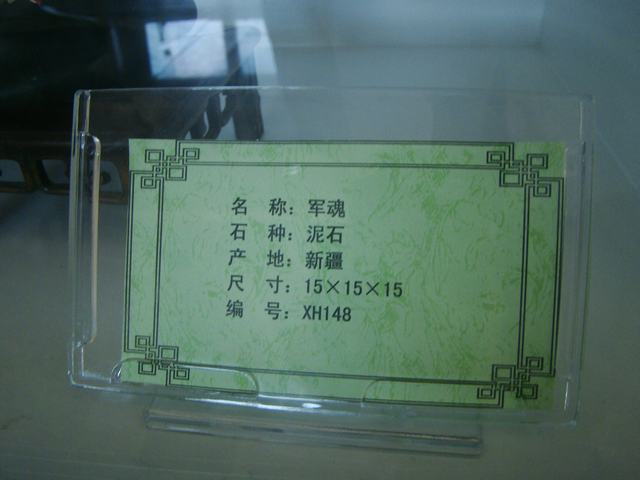 名 称：军魂
石 种：泥石
产 地：新疆
尺 寸：15×15×15
编 号：XH148